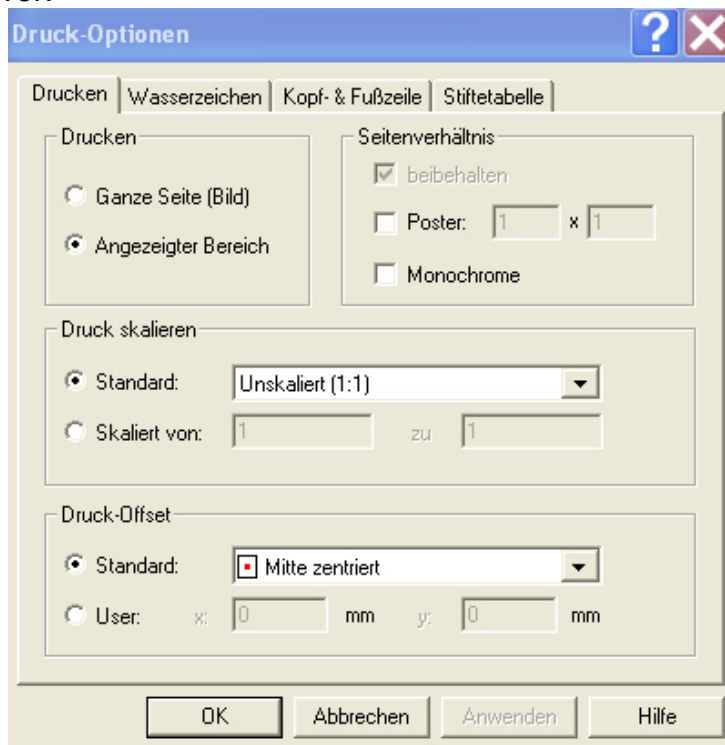 Druck-Optionen
Drucken Wasserzeichen Kopf- & Fußzeile Stiftetabelle
Drucken
Ganze Seite (Bild)
Angezeigter Bereich
Seitenverhältnis
beibehalten
Poster: 1 x 1
Monochrome
Druck skalieren
Standard: Unskaliert (1:1)
Skaliert von: 1 zu 1
Druck-Offset
Standard: Mitte zentriert
User: x: 0 mm y: 0 mm
OK Abbrechen Anwenden Hilfe